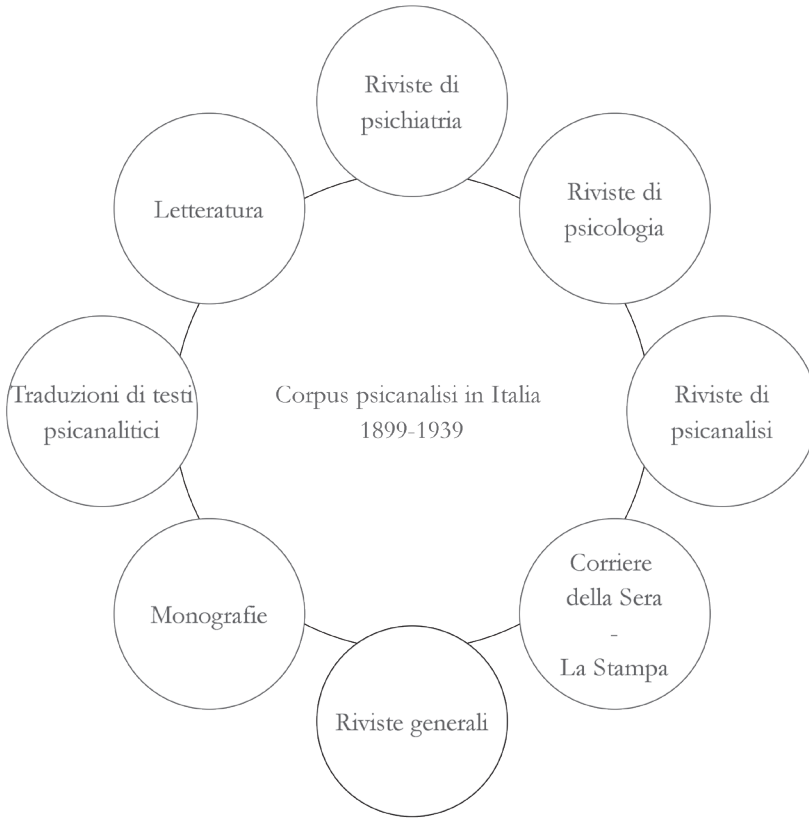 Riviste di
psichiatria
Riviste di
psicologia
Riviste di
psicanalisi
Corriere
della Sera
-
La Stampa
Riviste generali
Monografie
Traduzioni di testi
psicanalitici
Letteratura
Corpus psicanalisi in Italia
1899-1939